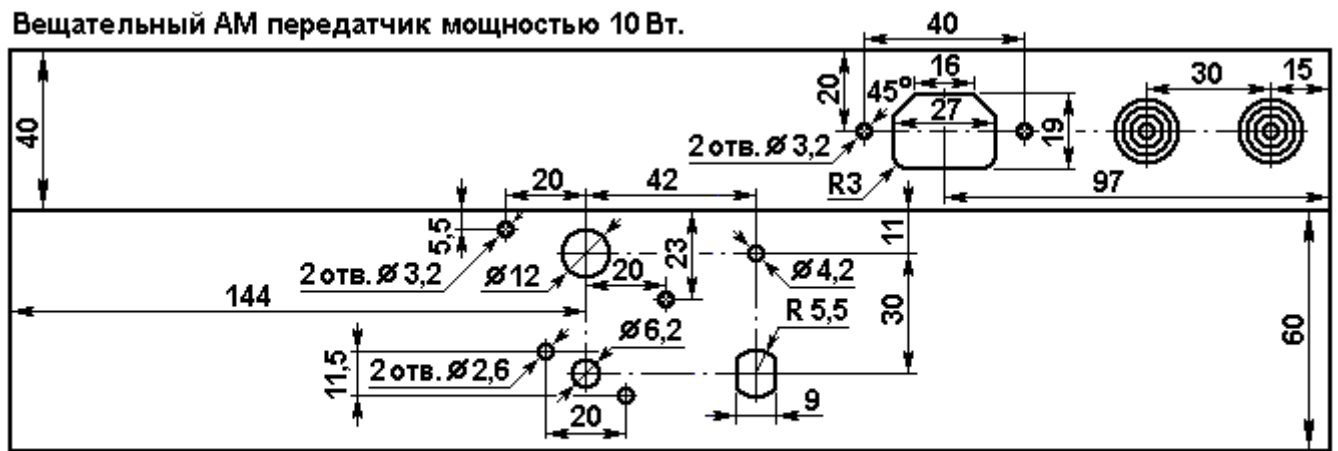 Вещательный АМ передатчик мощностью 10 Вт.
40
16
30
15
20
45°
27
19
40
2 отв. Ø 3,2
R3
97
20
42
5,5
11
2 отв. Ø 3,2
Ø 12
20
23
Ø 4,2
144
R 5,5
30
60
Ø 6,2
11,5
2 отв. Ø 2,6
20
9